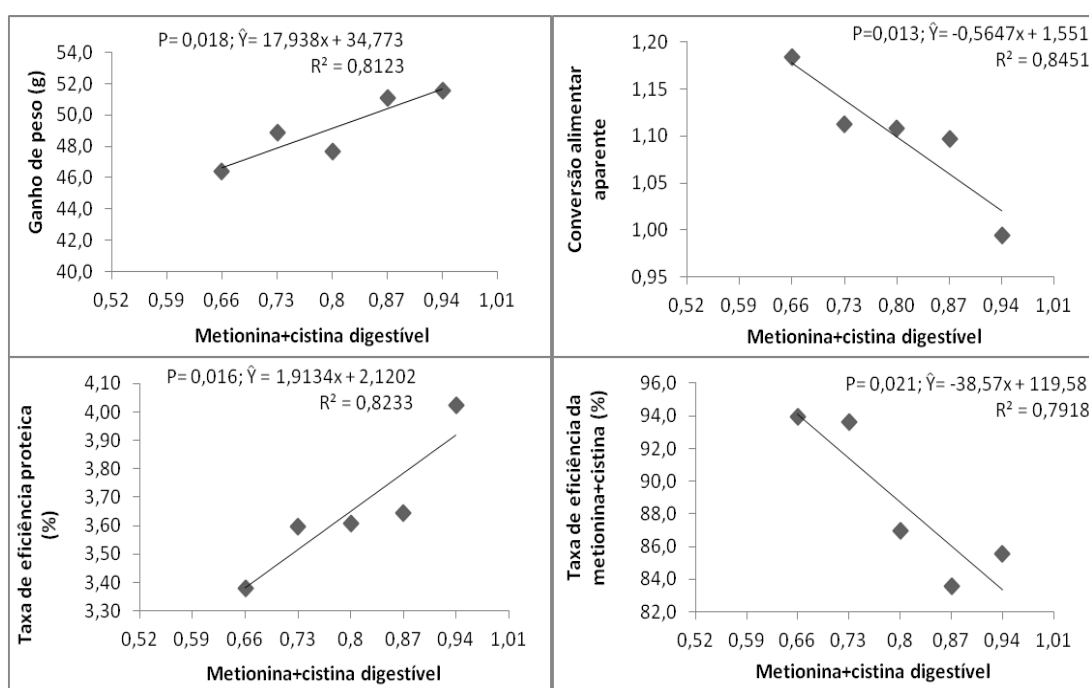 P= 0,018; Ŷ= 17,938x + 34,773
R² = 0,8123
Ganho de peso (g)
54,0
52,0
50,0
48,0
46,0
44,0
42,0
40,0
0,52 0,59 0,66 0,73 0,8 0,87 0,94 1,01
Metionina+cistina digestível
P=0,013; Ŷ= -0,5647x + 1,551
R² = 0,8451
Conversão alimentar
aparente
1,20
1,15
1,10
1,05
1,00
0,95
0,52 0,59 0,66 0,73 0,80 0,87 0,94 1,01
Metionina+cistina digestível
P= 0,016; Ŷ = 1,9134x + 2,1202
R² = 0,8233
Taxa de eficiência proteica
(%)
4,10
4,00
3,90
3,80
3,70
3,60
3,50
3,40
3,30
0,52 0,59 0,66 0,73 0,8 0,87 0,94 1,01
Metionina+cistina digestível
P= 0,021; Ŷ= -38,57x + 119,58
R² = 0,7918
Taxa de eficiência da
metionina+cistina (%)
96,0
94,0
92,0
90,0
88,0
86,0
84,0
82,0
0,52 0,59 0,66 0,73 0,8 0,87 0,94 1,01
Metionina+cistina digestível